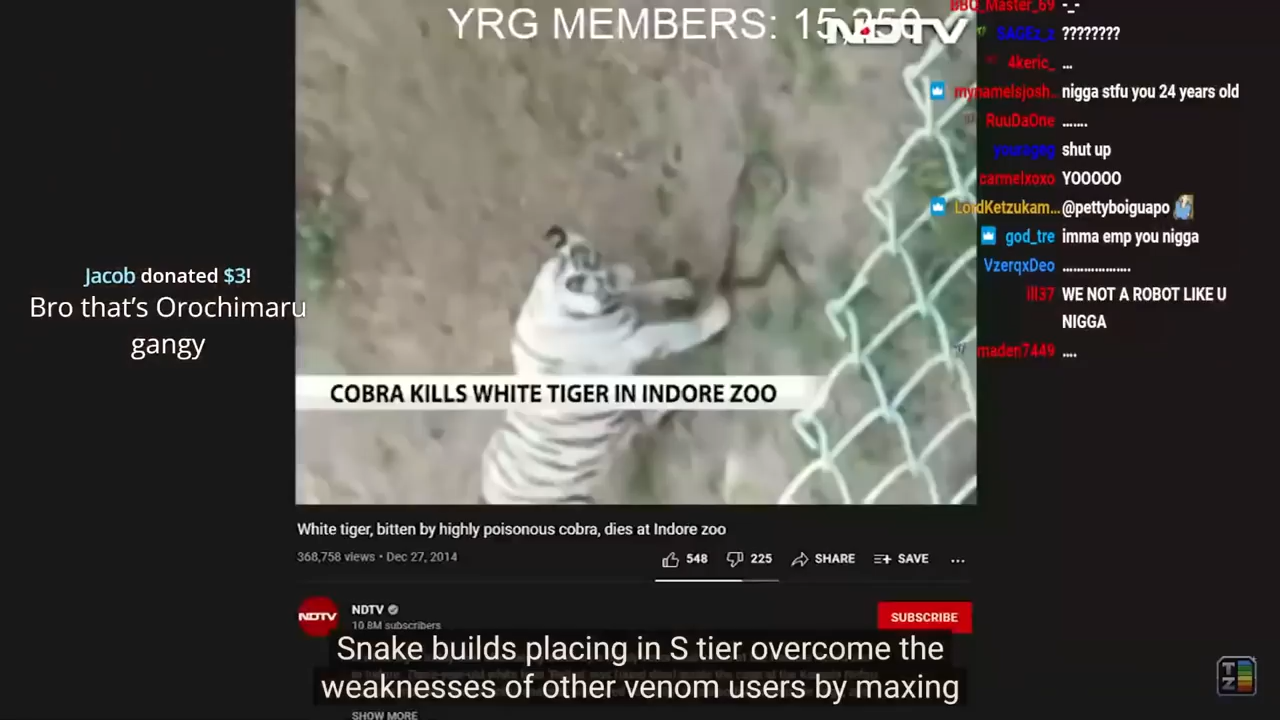 YRG MEMBERS: 15,250
NDTV
BBQ_Master_69 -_-
SAGEz_z ????????
4keric_ ...
mynameisjosh.. nigga stfu you 24 years old
RuuDaOne .......
yourageg shut up
carmelxoxo YOOOOO
LordKetzukam... @pettyboiguapo
god_tre imma emp you nigga
VzerqxDeo ..................
ill37 WE NOT A ROBOT LIKE U
NIGGA
maden7449 ....
Jacob donated $3!
Bro that's Orochimaru
gangy
COBRA KILLS WHITE TIGER IN INDORE ZOO
White tiger, bitten by highly poisonous cobra, dies at Indore zoo
368,758 views • Dec 27, 2014
548 225 SHARE SAVE ...
NDTV
NDTV
10.8M subscribers
SUBSCRIBE
Snake builds placing in S tier overcome the
weaknesses of other venom users by maxing
SHOW MORE
TZ